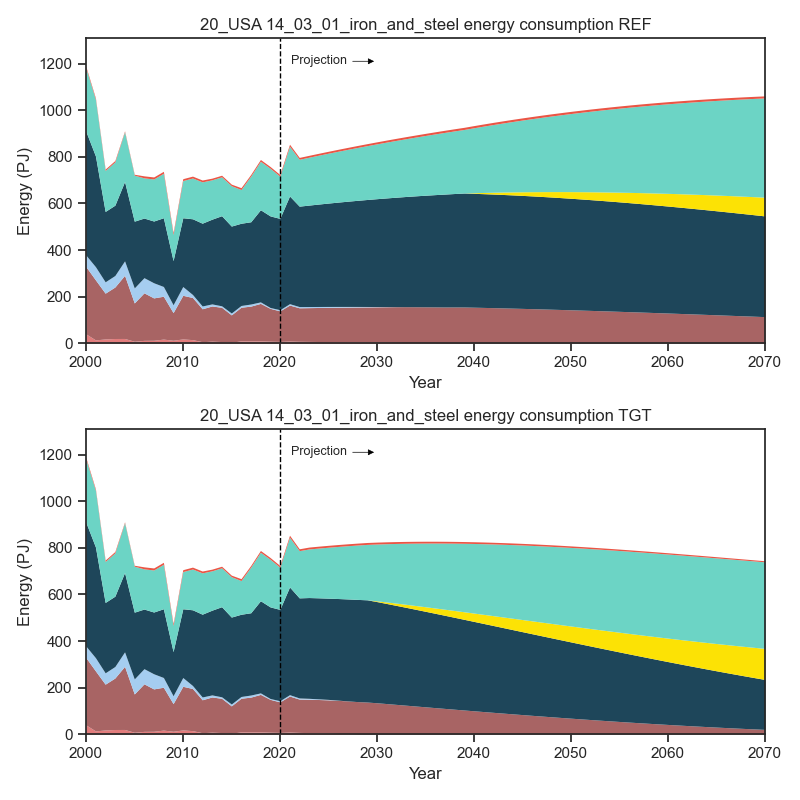 20_USA 14_03_01_iron_and_steel energy consumption REF
Projection
Energy (PJ)
1200
1000
800
600
400
200
0
2000 2010 2020 2030 2040 2050 2060 2070
Year
20_USA 14_03_01_iron_and_steel energy consumption TGT
Projection
Energy (PJ)
1200
1000
800
600
400
200
0
2000 2010 2020 2030 2040 2050 2060 2070
Year